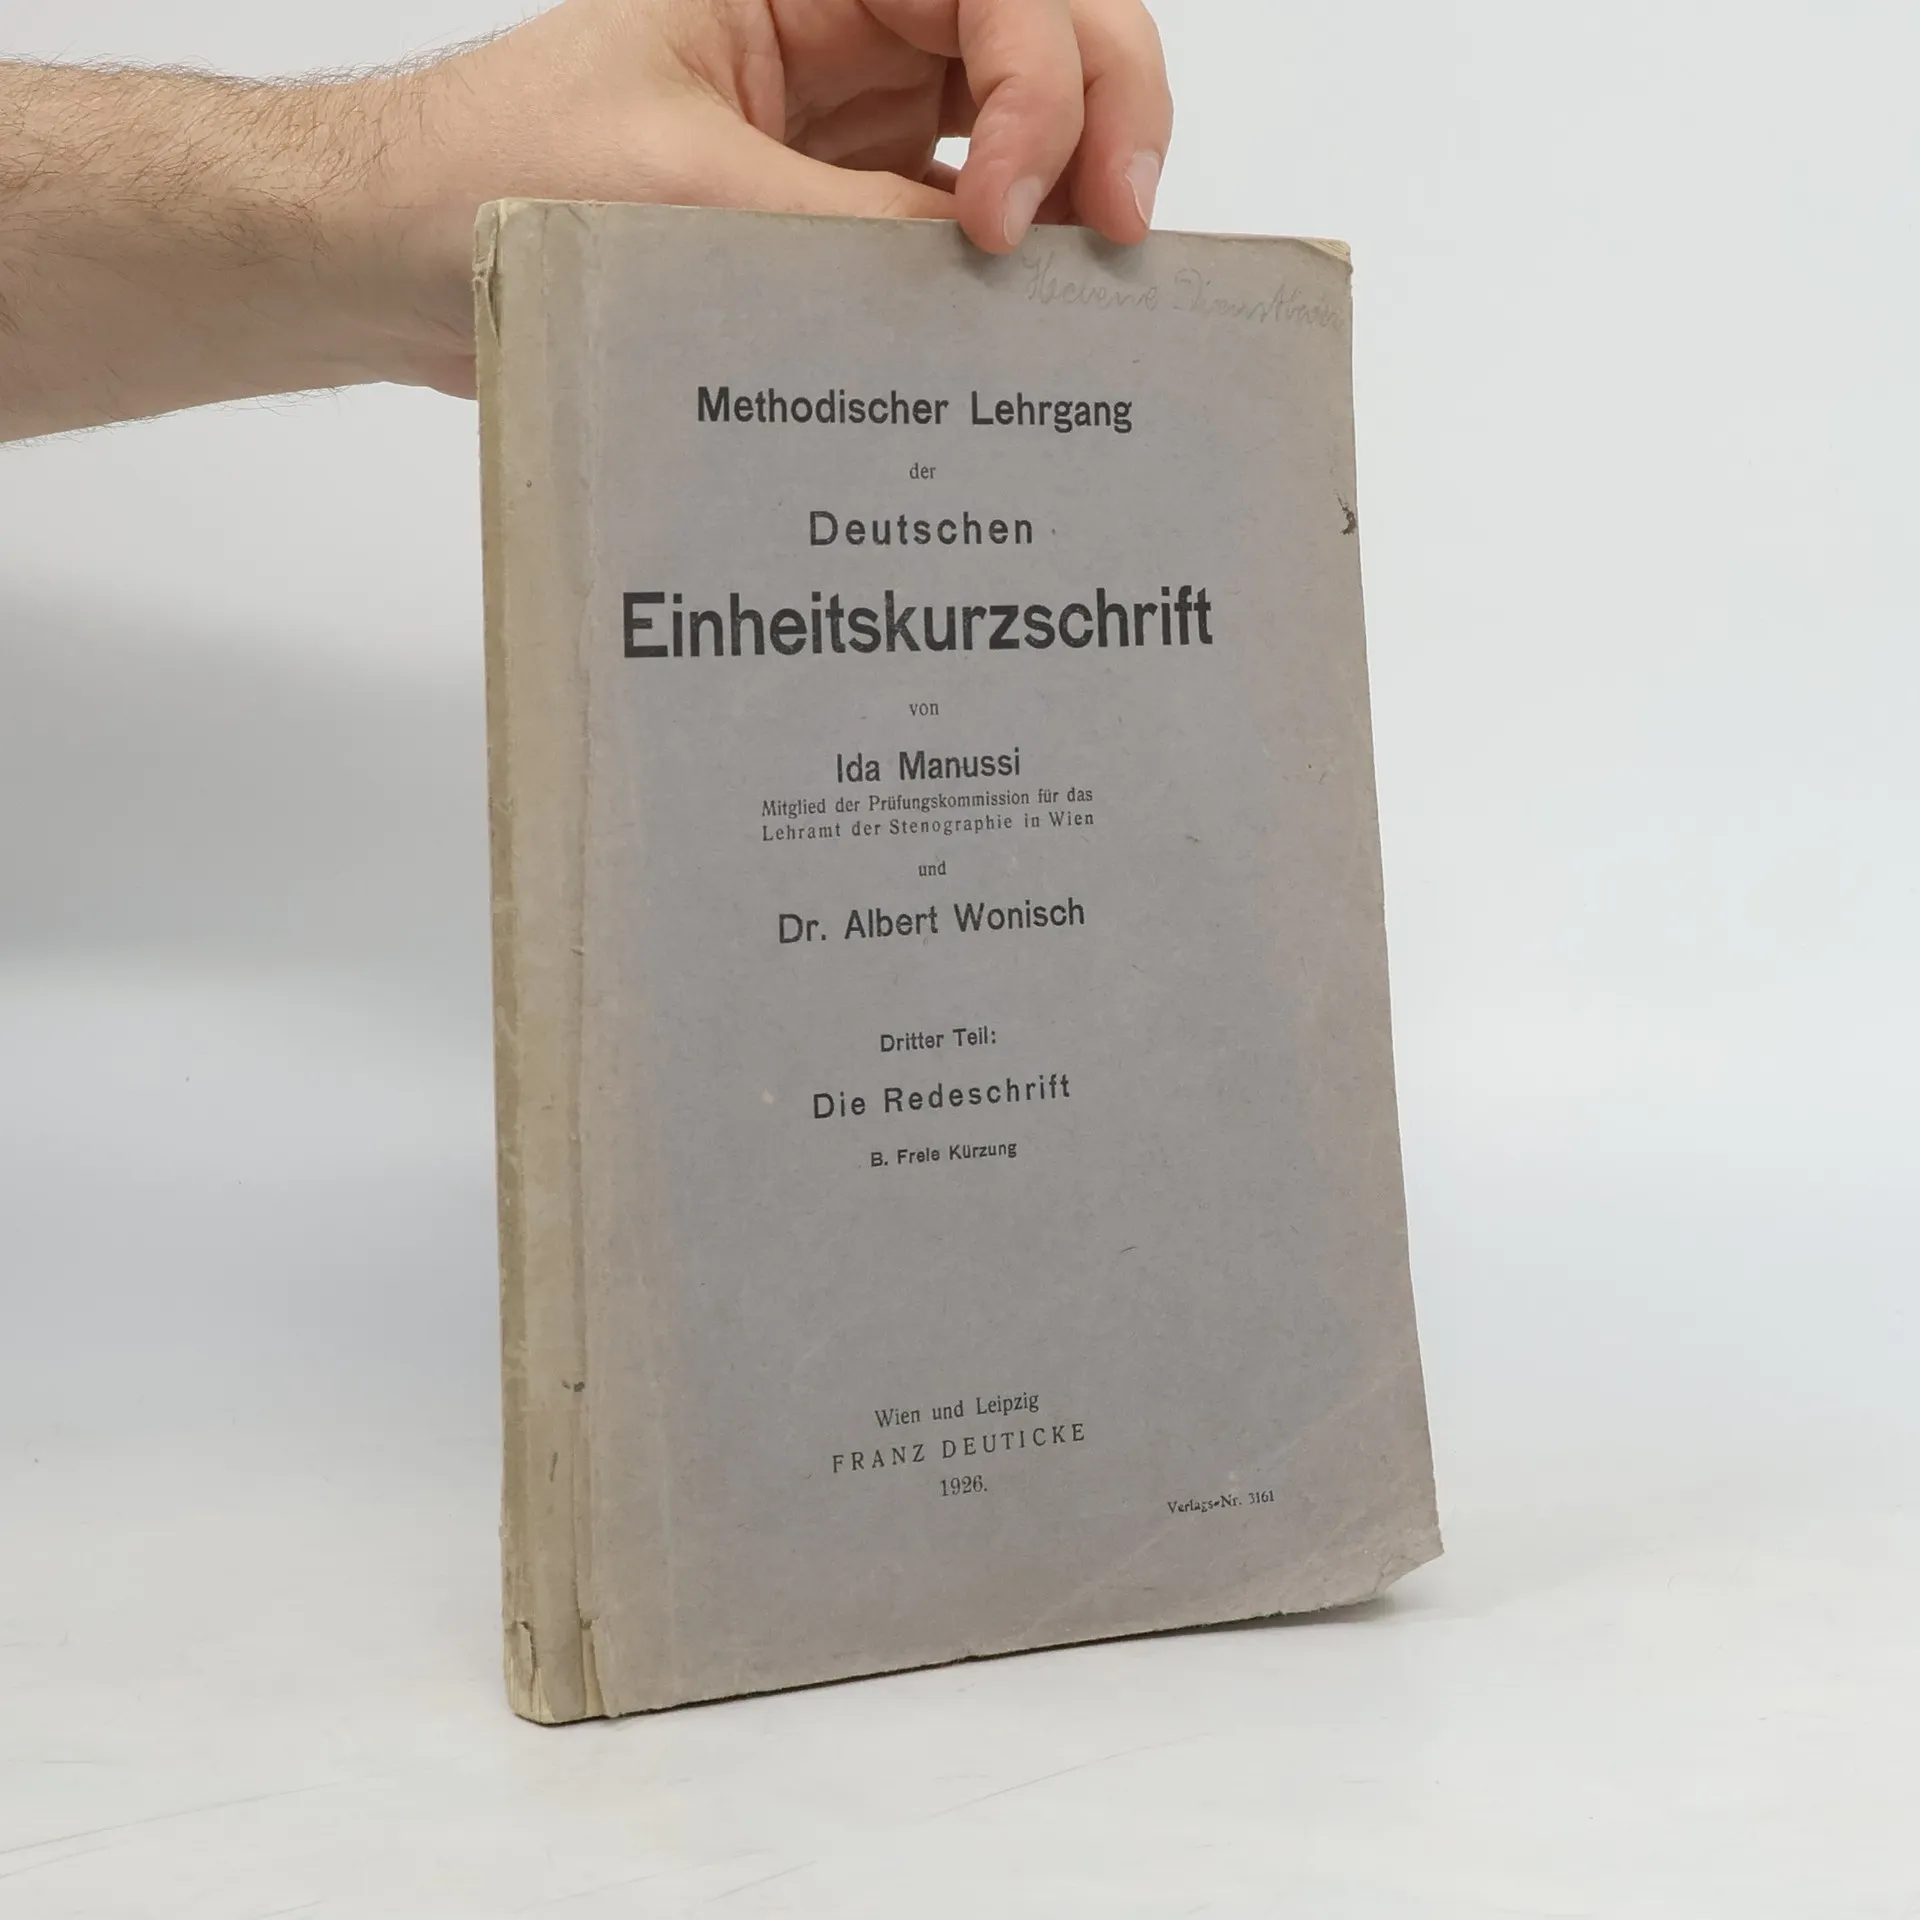 Methodischer Lehrgang
der
Deutschen
Einheitskurzschrift
von
Ida Manussi
Mitglied der Prüfungskommission für das
Lehramt der Stenographie in Wien
und
Dr. Albert Wonisch
Dritter Teil:
Die Redeschrift
B. Freie Kürzung
Wien und Leipzig
FRANZ DEUTICKE
1926.
Verlags-Nr. 3161